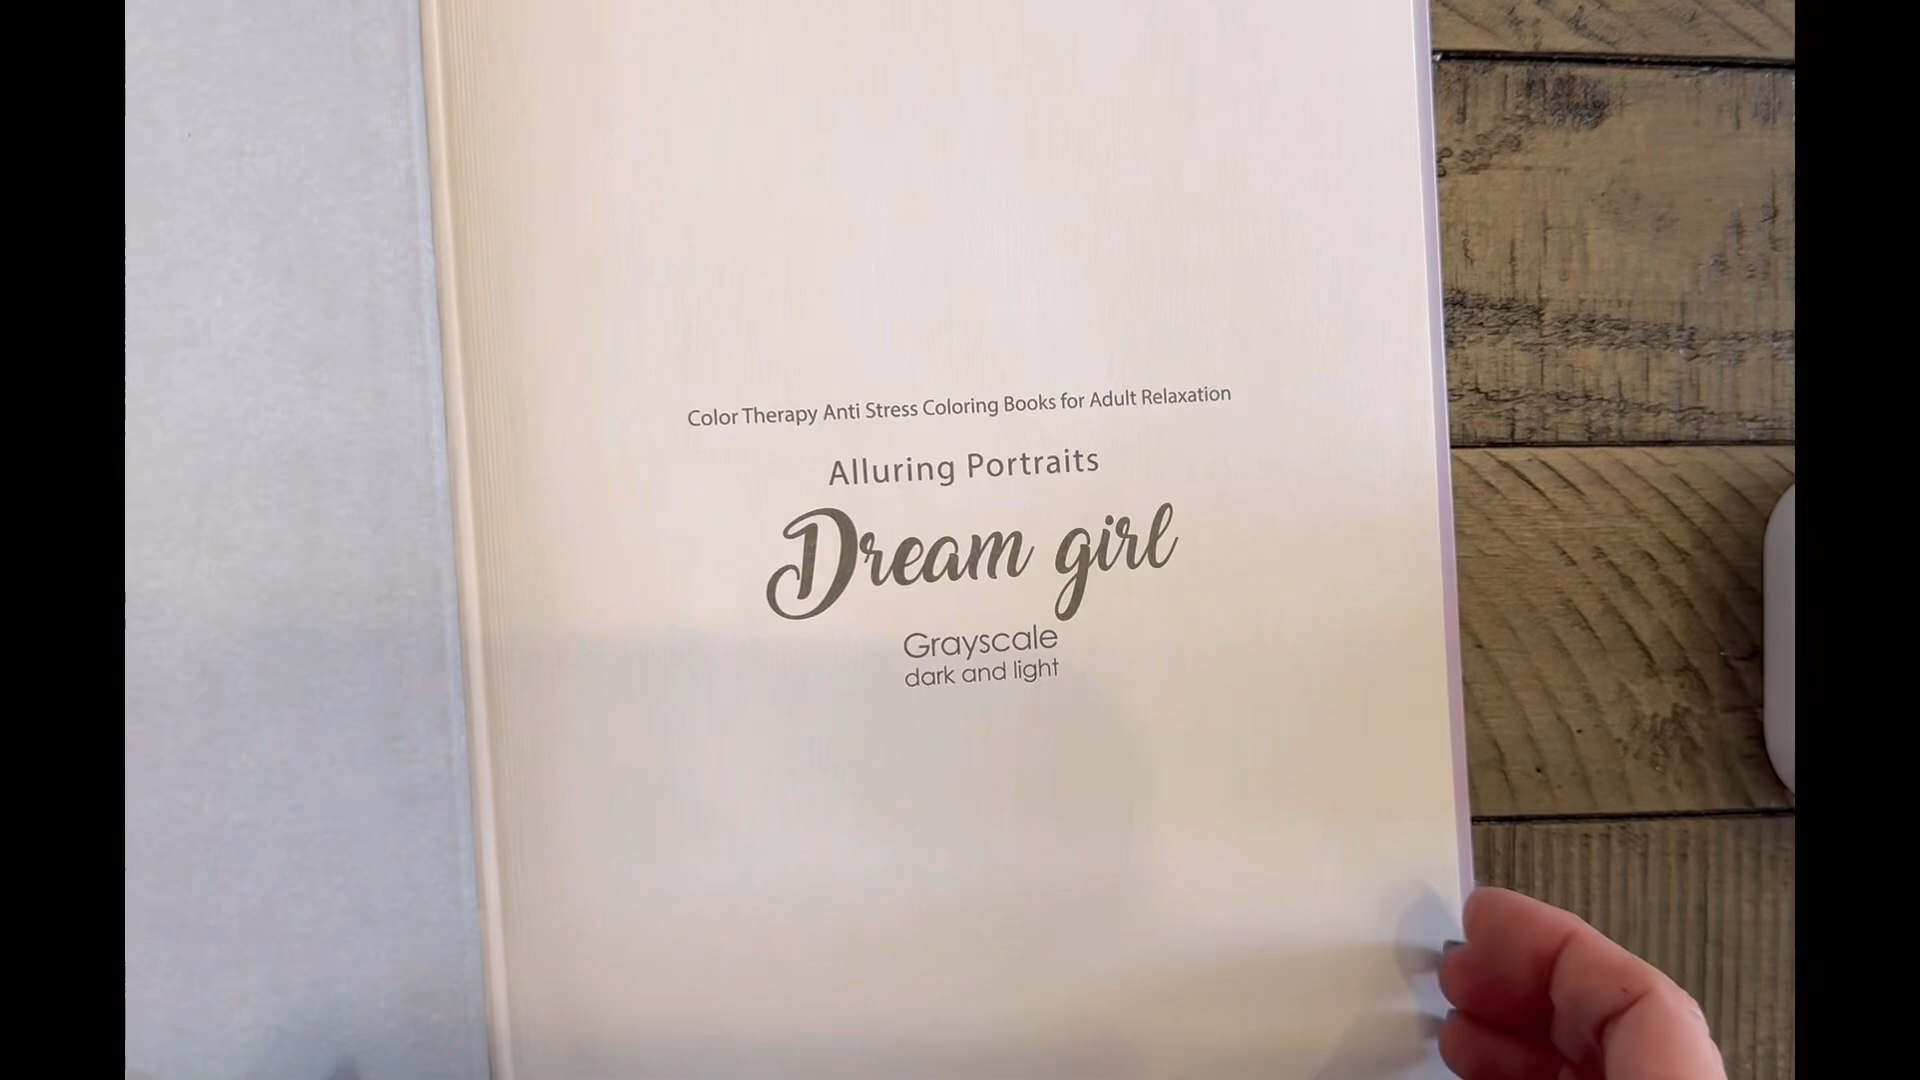 Color Therapy Anti Stress Coloring Books for Adult Relaxation
Alluring Portraits
Dream girl
Grayscale
dark and light